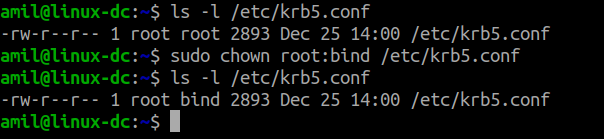 amil@linux-dc:~$ ls -l /etc/krb5.conf
-rw-r--r-- 1 root root 2893 Dec 25 14:00 /etc/krb5.conf
amil@linux-dc:~$ sudo chown root:bind /etc/krb5.conf
amil@linux-dc:~$ ls -l /etc/krb5.conf
-rw-r--r-- 1 root bind 2893 Dec 25 14:00 /etc/krb5.conf
amil@linux-dc:~$